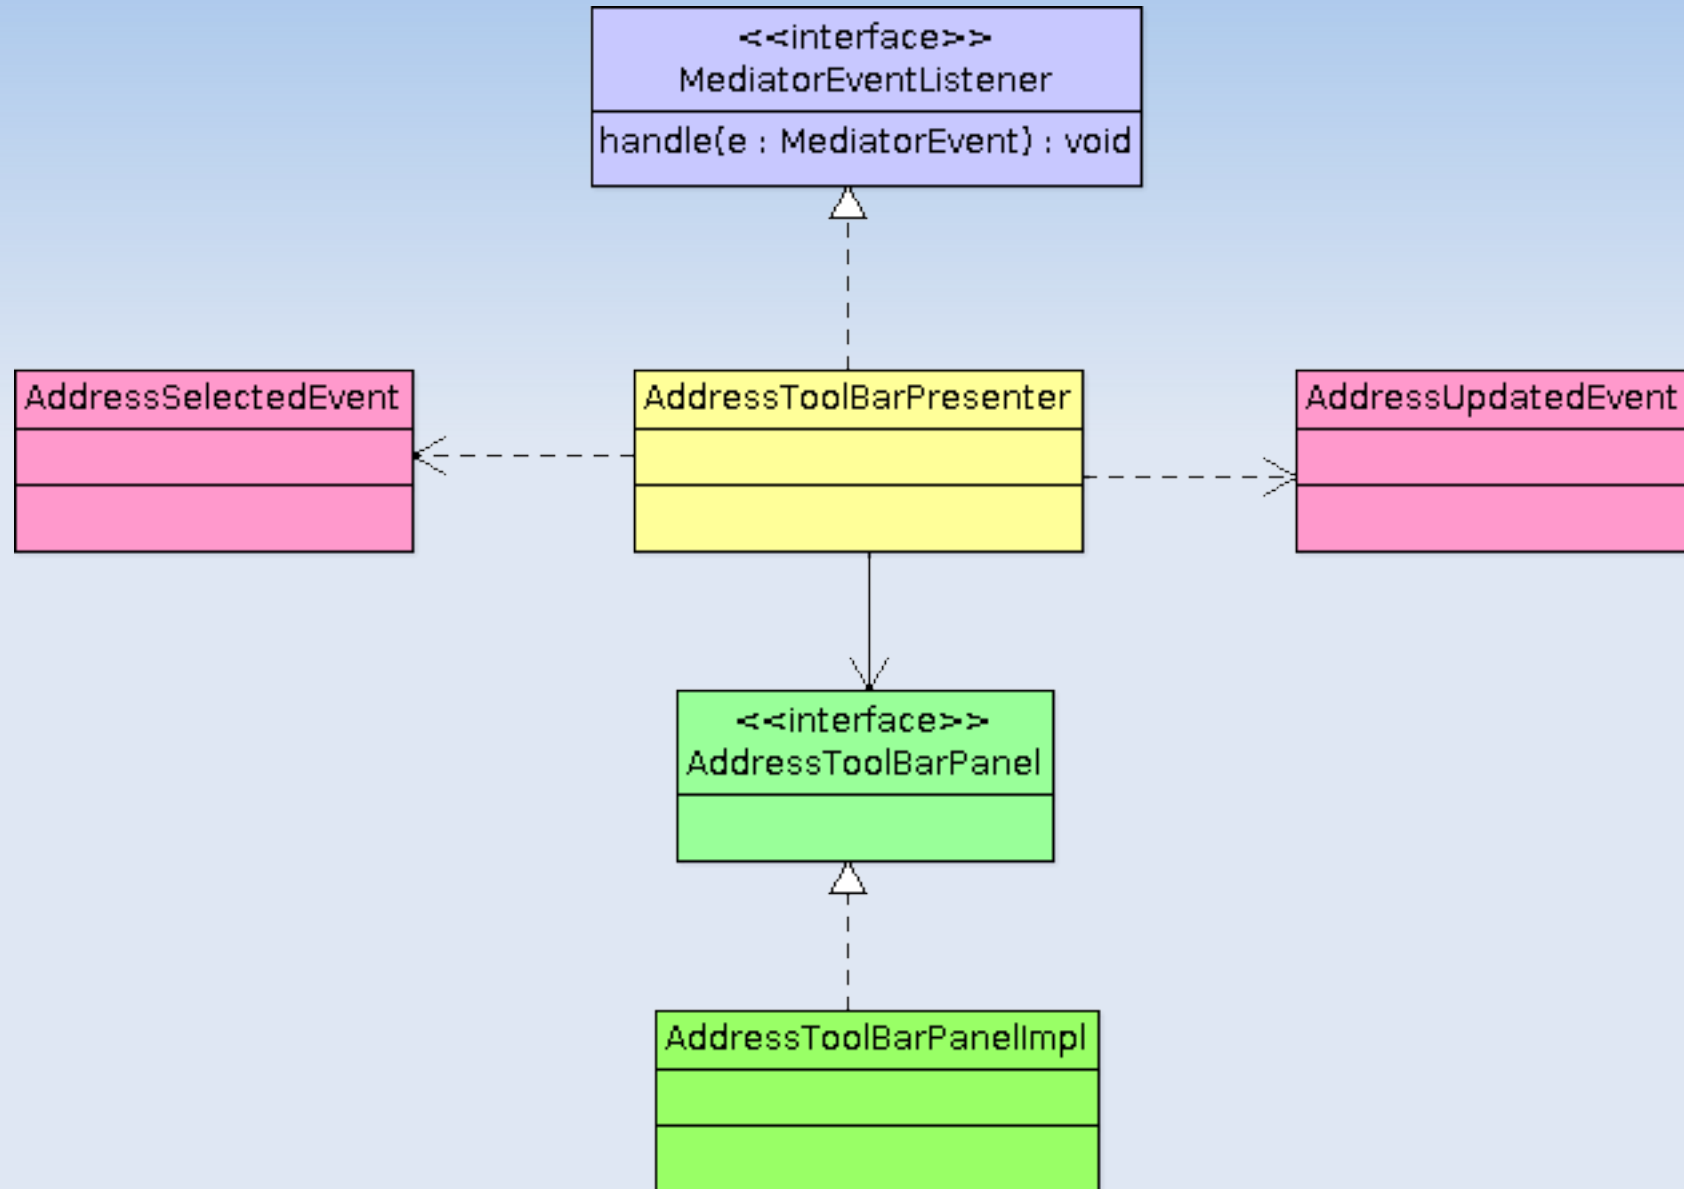 <<interface>>
MediatorEventListener
handle(e : MediatorEvent) : void
AddressSelectedEvent
AddressToolBarPresenter
AddressUpdatedEvent
<<interface>>
AddressToolBarPanel
AddressToolBarPanelImpl